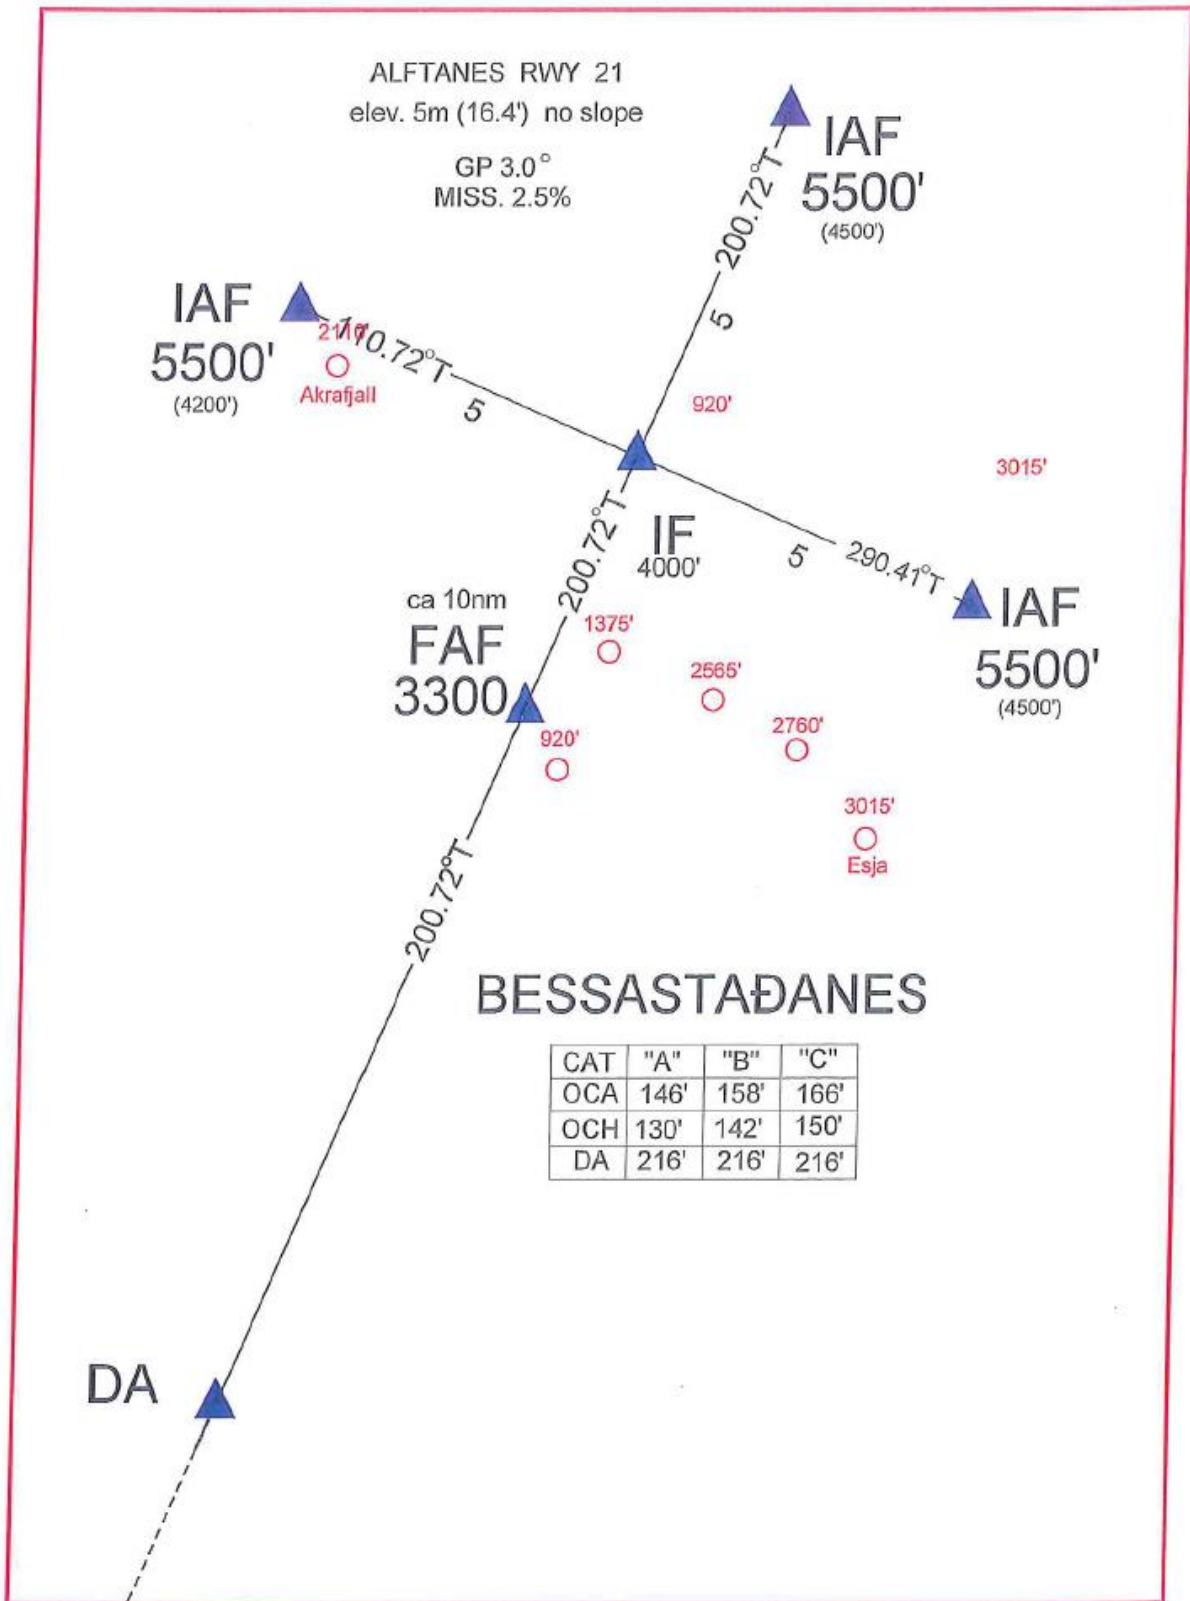 ALFTANES RWY 21
elev. 5m (16.4') no slope
GP 3.0°
MISS. 2.5%
IAF
5500'
(4500')
200.72°T
5
IAF
5500'
(4200')
2110'
Akrafjall
110.72°T
5
920'
3015'
IF
4000'
200.72°T
5
290.41°T
IAF
5500'
(4500')
ca 10nm
FAF
3300
1375'
2565'
2760'
920'
3015'
Esja
200.72°T
BESSASTAÐANES
CAT "A" "B" "C"
OCA 146' 158' 166'
OCH 130' 142' 150'
DA 216' 216' 216'
DA